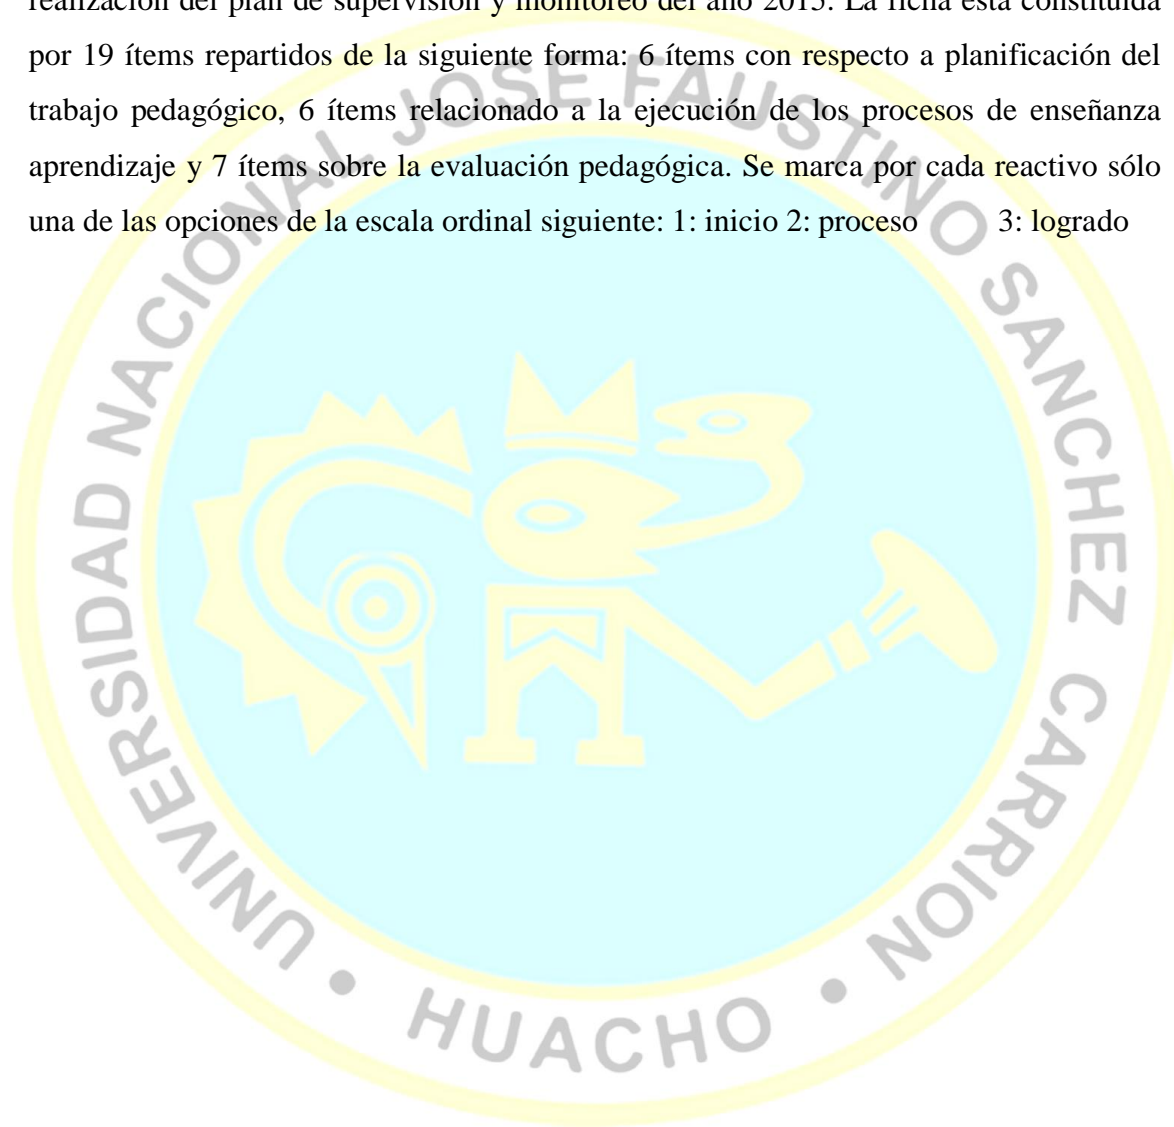 realización del plan de supervisión y monitoreo del año 2015. La ficha está constituida
por 19 ítems repartidos de la siguiente forma: 6 ítems con respecto a planificación del
trabajo pedagógico, 6 ítems relacionado a la ejecución de los procesos de enseñanza
aprendizaje y 7 ítems sobre la evaluación pedagógica. Se marca por cada reactivo sólo
una de las opciones de la escala ordinal siguiente: 1: inicio 2: proceso 3: logrado
UNIVERSIDAD NACIONAL JOSE FAUSTINO SANCHEZ CARRION
• HUACHO •